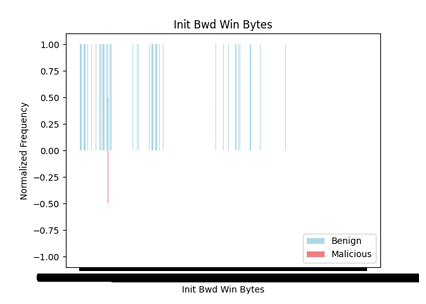 Init Bwd Win Bytes
1.00
0.75
0.50
0.25
0.00
−0.25
−0.50
−0.75
−1.00
Normalized Frequency
Benign
Malicious
Init Bwd Win Bytes